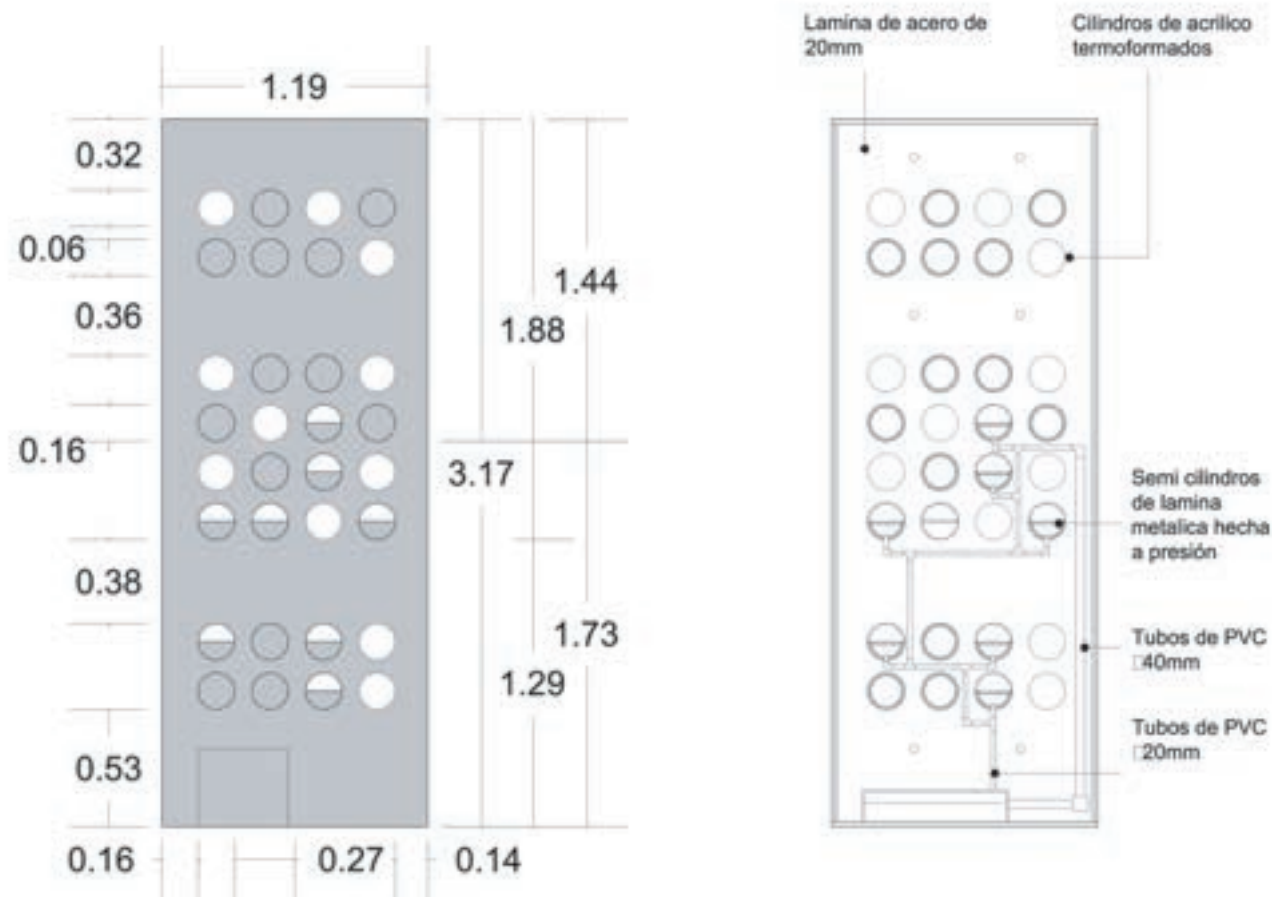 1.19
0.32
0.06
0.36
0.16
0.38
0.53
0.16
0.27
0.14
1.44
1.88
3.17
1.73
1.29
Lamina de acero de
20mm
Cilindros de acrilico
termoformados
Semi cilindros
de lamina
metalica hecha
a presión
Tubos de PVC
□40mm
Tubos de PVC
□20mm